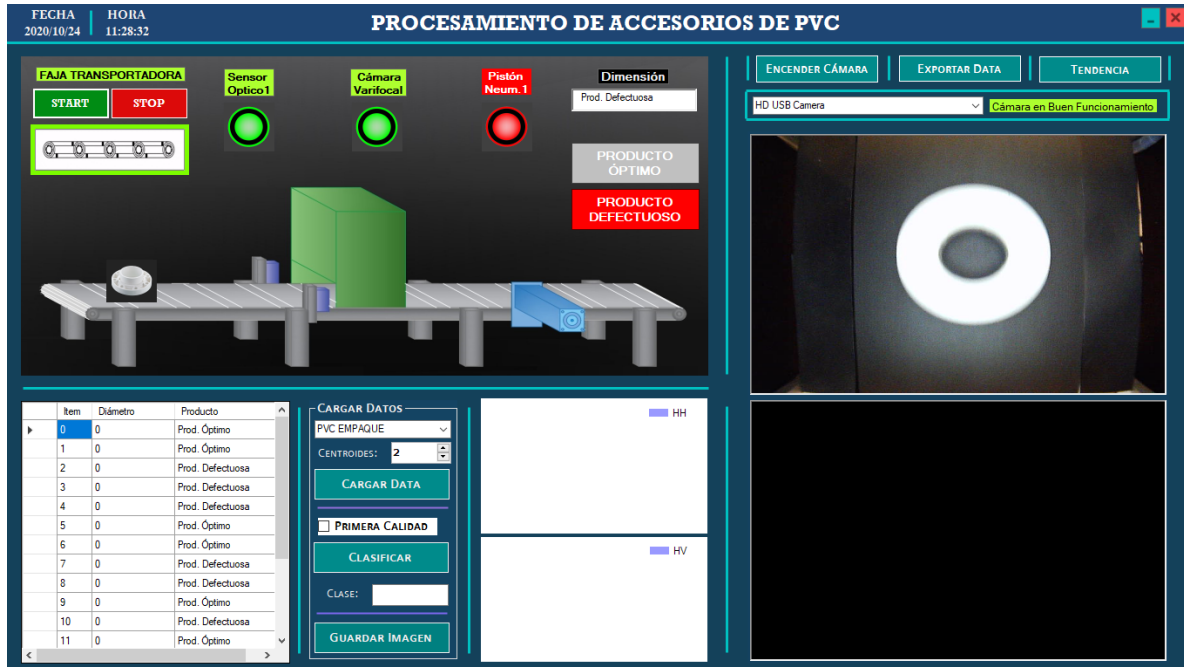 FECHA HORA
2020/10/24 11:28:32
PROCESAMIENTO DE ACCESORIOS DE PVC
FAJA TRANSPORTADORA
START STOP
Sensor
Optico1
Cámara
Varifocal
Pistón
Neum.1
Dimensión
Prod. Defectuosa
PRODUCTO
ÓPTIMO
PRODUCTO
DEFECTUOSO
ENCENDER CÁMARA EXPORTAR DATA TENDENCIA
HD USB Camera Cámara en Buen Funcionamiento
Item Diámetro Producto
0 0 Prod. Óptimo
1 0 Prod. Óptimo
2 0 Prod. Defectuosa
3 0 Prod. Defectuosa
4 0 Prod. Defectuosa
5 0 Prod. Óptimo
6 0 Prod. Óptimo
7 0 Prod. Defectuosa
8 0 Prod. Defectuosa
9 0 Prod. Óptimo
10 0 Prod. Defectuosa
11 0 Prod. Óptimo
CARGAR DATOS
PVC EMPAQUE
CENTROIDES: 2
CARGAR DATA
PRIMERA CALIDAD
CLASIFICAR
CLASE:
GUARDAR IMAGEN
HH
HV